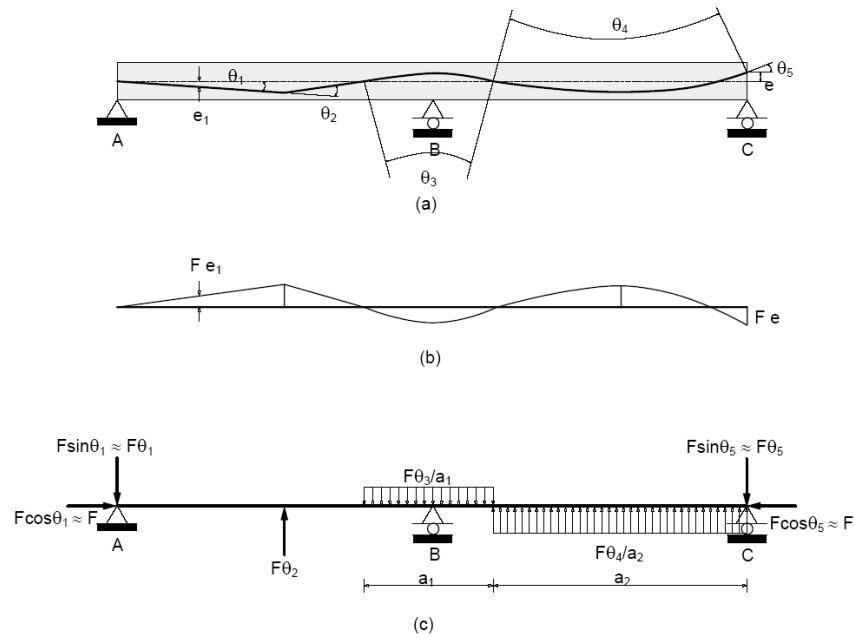 θ4
θ1
θ5
e
e1
θ2
A
B
C
θ3
(a)
F e1
F e
(b)
Fsinθ1 ≈ Fθ1
Fsinθ5 ≈ Fθ5
Fθ3/a1
Fcosθ1 ≈ F
Fcosθ5 ≈ F
A
B
C
Fθ2
Fθ4/a2
a1
a2
(c)